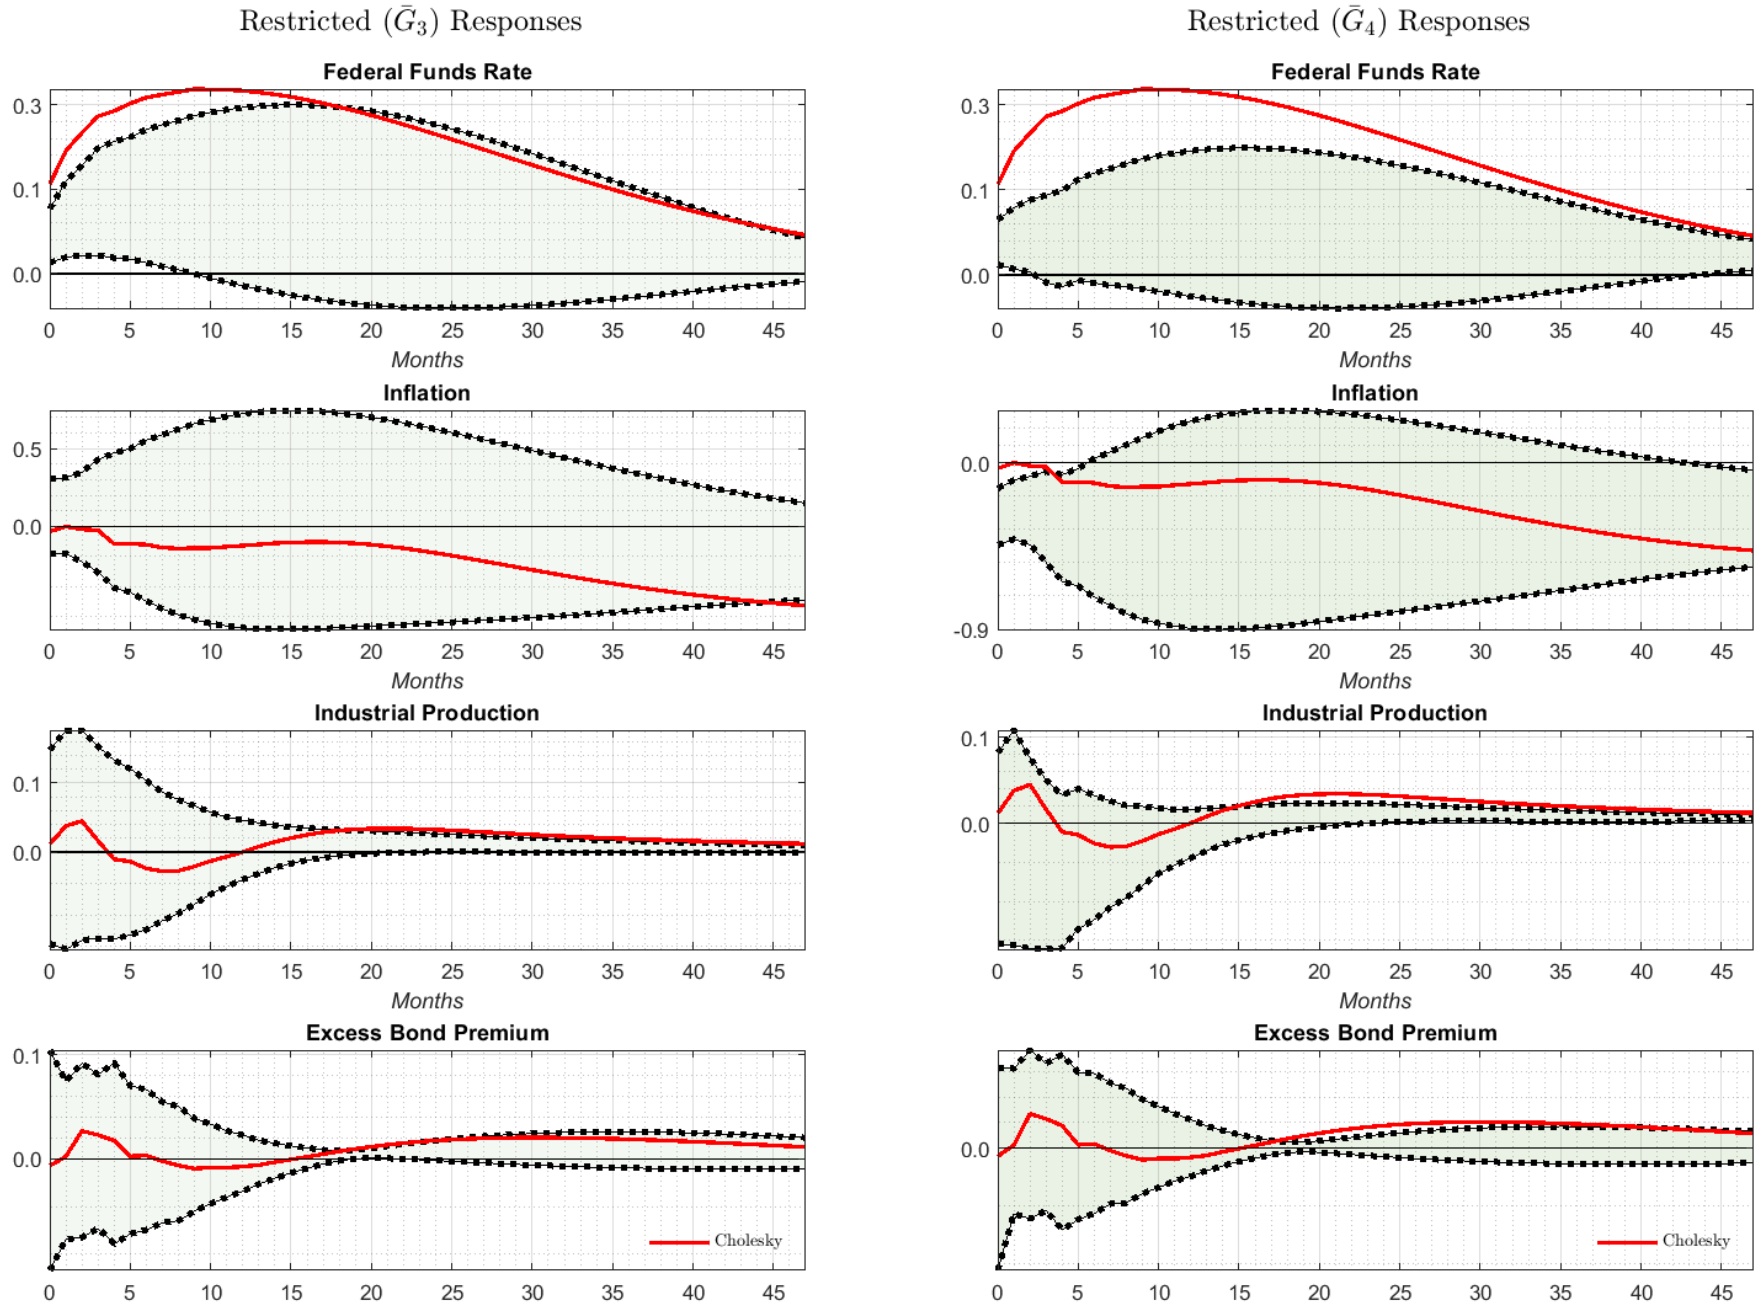 Restricted (Ḡ₃) Responses
Federal Funds Rate
0.3
0.1
0.0
0 5 10 15 20 25 30 35 40 45
Months
Inflation
0.5
0.0
0 5 10 15 20 25 30 35 40 45
Months
Industrial Production
0.1
0.0
0 5 10 15 20 25 30 35 40 45
Months
Excess Bond Premium
0.1
0.0
Cholesky
0 5 10 15 20 25 30 35 40 45
Restricted (Ḡ₄) Responses
Federal Funds Rate
0.3
0.1
0.0
0 5 10 15 20 25 30 35 40 45
Months
Inflation
0.0
-0.9
0 5 10 15 20 25 30 35 40 45
Months
Industrial Production
0.1
0.0
0 5 10 15 20 25 30 35 40 45
Months
Excess Bond Premium
0.0
Cholesky
0 5 10 15 20 25 30 35 40 45